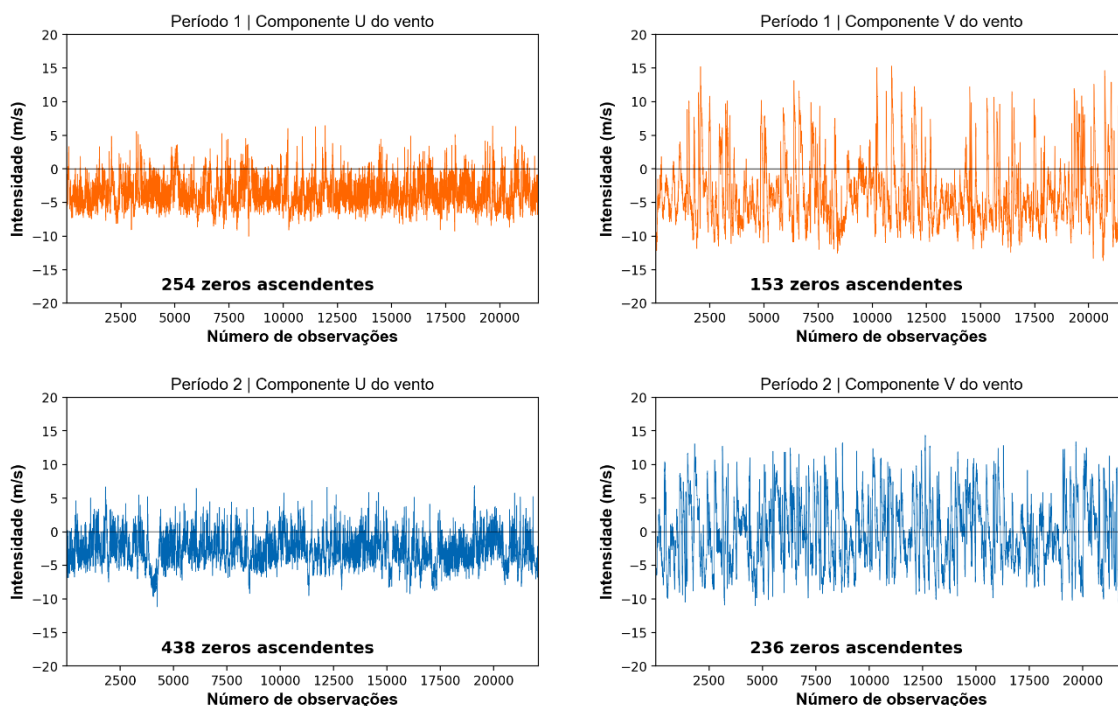 Período 1 | Componente U do vento
20
15
10
5
0
−5
−10
−15
−20
Intensidade (m/s)
254 zeros ascendentes
2500 5000 7500 10000 12500 15000 17500 20000
Número de observações
Período 1 | Componente V do vento
20
15
10
5
0
−5
−10
−15
−20
Intensidade (m/s)
153 zeros ascendentes
2500 5000 7500 10000 12500 15000 17500 20000
Número de observações
Período 2 | Componente U do vento
20
15
10
5
0
−5
−10
−15
−20
Intensidade (m/s)
438 zeros ascendentes
2500 5000 7500 10000 12500 15000 17500 20000
Número de observações
Período 2 | Componente V do vento
20
15
10
5
0
−5
−10
−15
−20
Intensidade (m/s)
236 zeros ascendentes
2500 5000 7500 10000 12500 15000 17500 20000
Número de observações